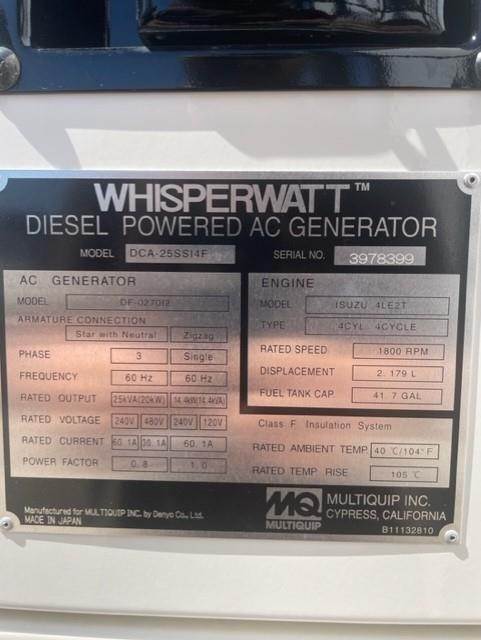 WHISPERWATT™
DIESEL POWERED AC GENERATOR
MODEL DCA-25SSI4F SERIAL NO. 3978399
AC GENERATOR
MODEL DF-0270I2
ARMATURE CONNECTION
Star with Neutral Zigzag
PHASE 3 Single
FREQUENCY 60 Hz 60 Hz
RATED OUTPUT 25kVA(20kW) 14.4kW(14.4kVA)
RATED VOLTAGE 240V 480V 240V 120V
RATED CURRENT 60.1A 30.1A 60.1A
POWER FACTOR 0.8 1.0
ENGINE
MODEL ISUZU 4LE2T
TYPE 4CYL. 4CYCLE
RATED SPEED 1800 RPM
DISPLACEMENT 2.179 L
FUEL TANK CAP. 41.7 GAL
Class F Insulation System
RATED AMBIENT TEMP. 40 °C/104°F
RATED TEMP. RISE 105 °C
Manufactured for MULTIQUIP INC. by Denyo Co., Ltd.
MADE IN JAPAN
MQ
MULTIQUIP
MULTIQUIP INC.
CYPRESS, CALIFORNIA
B11132810